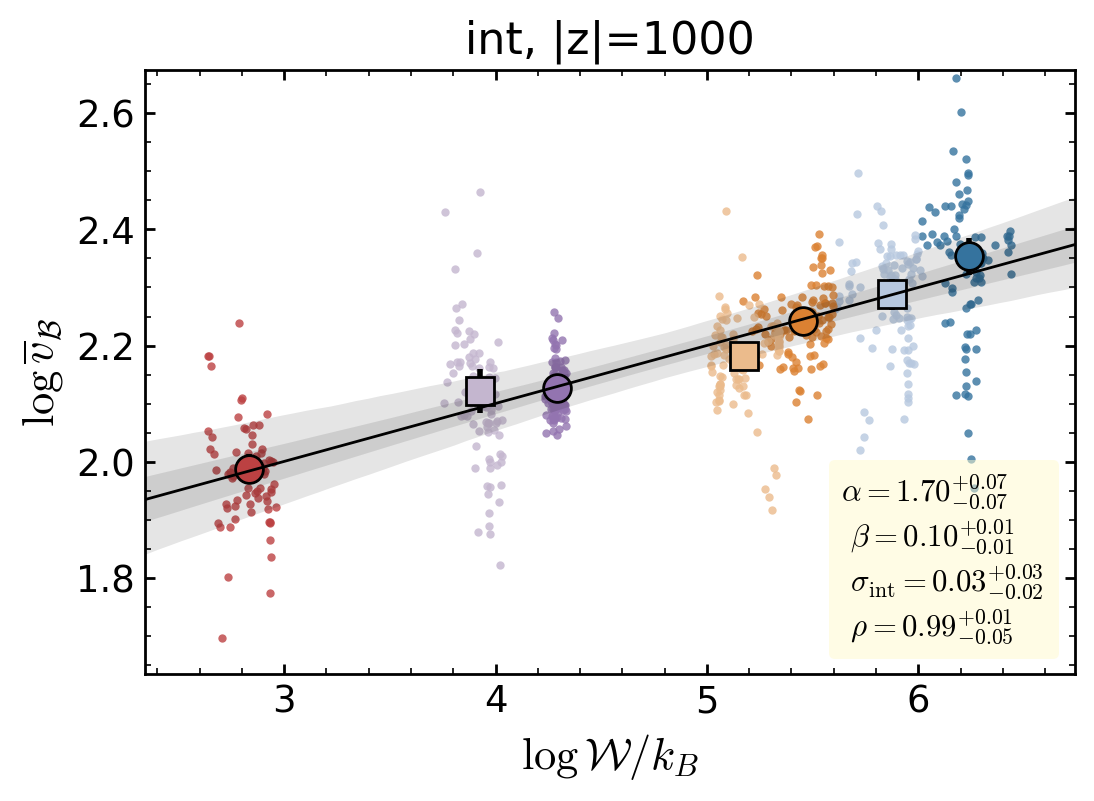 int, |z|=1000
2.6
2.4
2.2
2.0
1.8
log v̅_ℬ
α = 1.70^{+0.07}_{−0.07}
β = 0.10^{+0.01}_{−0.01}
σ_int = 0.03^{+0.03}_{−0.02}
ρ = 0.99^{+0.01}_{−0.05}
3 4 5 6
log 𝒲/k_B